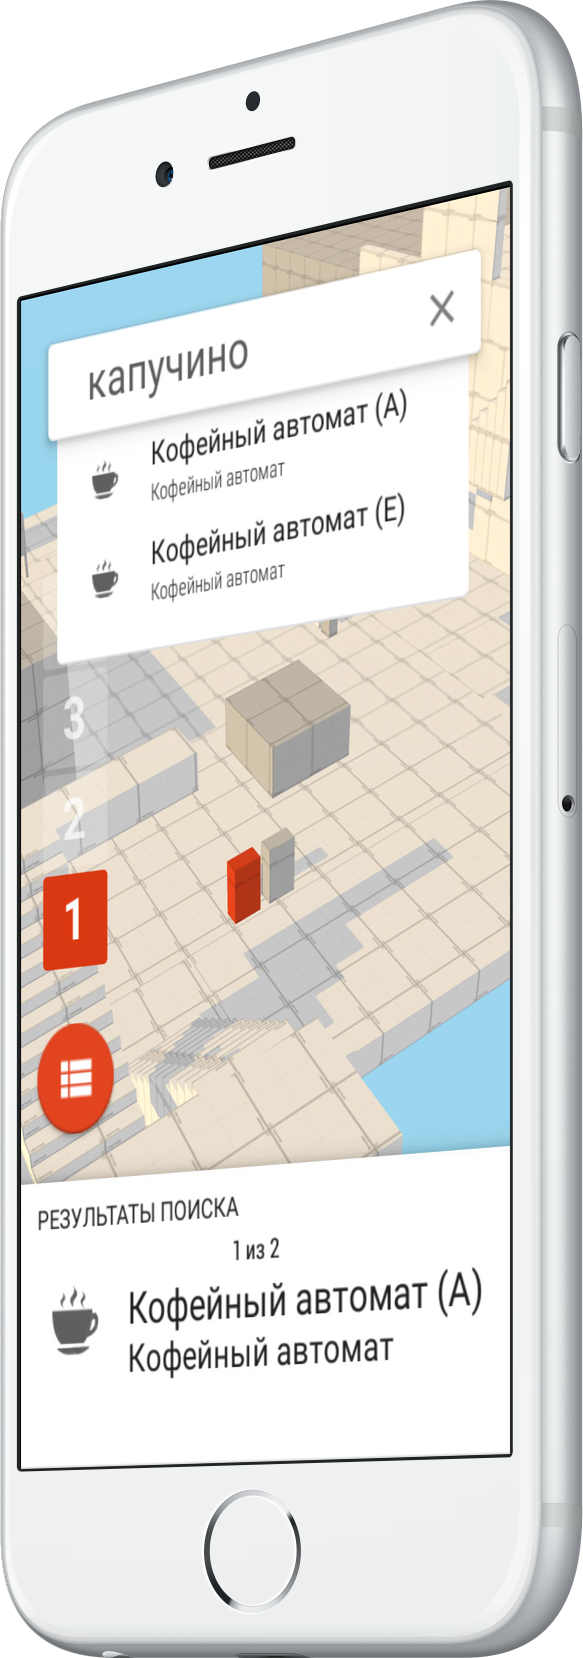 капучино
Кофейный автомат (А)
Кофейный автомат
Кофейный автомат (Е)
Кофейный автомат
3
2
1
РЕЗУЛЬТАТЫ ПОИСКА
1 из 2
Кофейный автомат (А)
Кофейный автомат